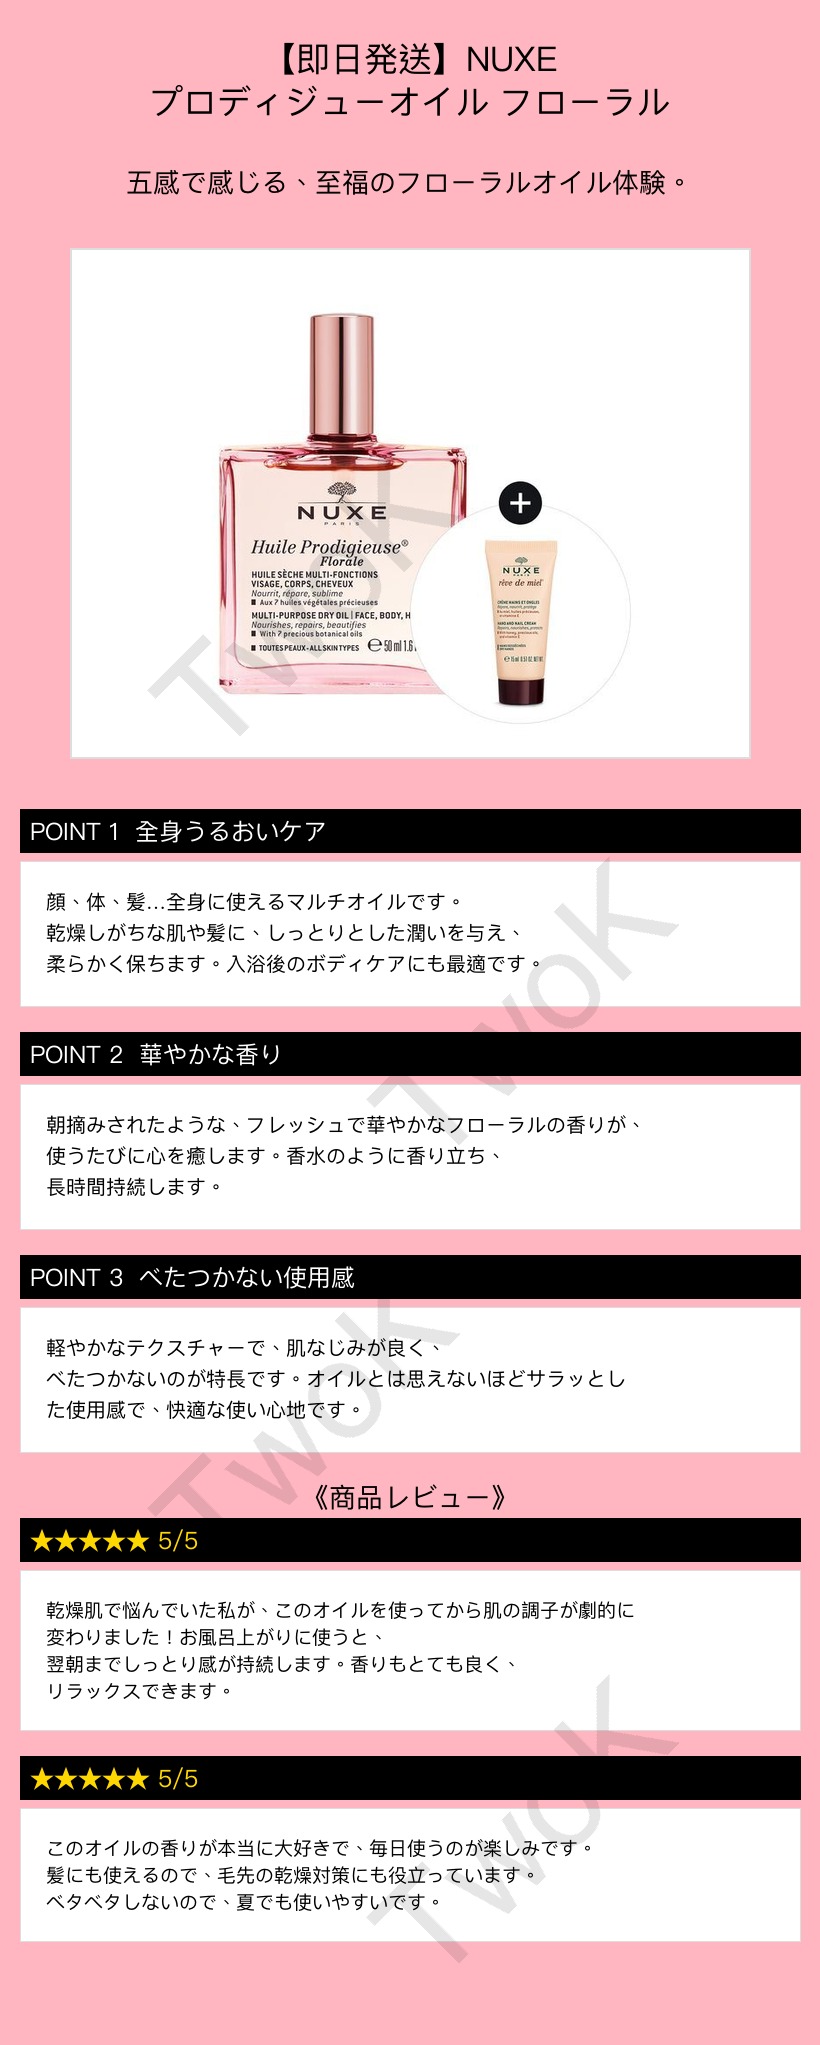 【即日発送】NUXE
プロディジューオイル フローラル
五感で感じる、至福のフローラルオイル体験。
NUXE
PARIS
Huile Prodigieuse®
Florale
HUILE SÈCHE MULTI-FONCTIONS
VISAGE, CORPS, CHEVEUX
Nourrit, répare, sublime
■ Aux 7 huiles végétales précieuses
MULTI-PURPOSE DRY OIL | FACE, BODY, H
Nourishes, repairs, beautifies
■ With 7 precious botanical oils
■ TOUTES PEAUX - ALL SKIN TYPES ℮ 50 ml 1.6
+
NUXE
PARIS
rêve de miel®
CRÈME MAINS ET ONGLES
Répare, nourrit, protège
HAND AND NAIL CREAM
Repairs, nourishes, protects
℮ 15 ml 0.51 OZ. NET WT.
TwoK
POINT 1 全身うるおいケア
顔、体、髪…全身に使えるマルチオイルです。
乾燥しがちな肌や髪に、しっとりとした潤いを与え、
柔らかく保ちます。入浴後のボディケアにも最適です。
TwoK
POINT 2 華やかな香り
朝摘みされたような、フレッシュで華やかなフローラルの香りが、
使うたびに心を癒します。香水のように香り立ち、
長時間持続します。
POINT 3 べたつかない使用感
軽やかなテクスチャーで、肌なじみが良く、
べたつかないのが特長です。オイルとは思えないほどサラッとし
た使用感で、快適な使い心地です。
TwoK
《商品レビュー》
★★★★★ 5/5
乾燥肌で悩んでいた私が、このオイルを使ってから肌の調子が劇的に
変わりました！お風呂上がりに使うと、
翌朝までしっとり感が持続します。香りもとても良く、
リラックスできます。
★★★★★ 5/5
このオイルの香りが本当に大好きで、毎日使うのが楽しみです。
髪にも使えるので、毛先の乾燥対策にも役立っています。
ベタベタしないので、夏でも使いやすいです。
TwoK